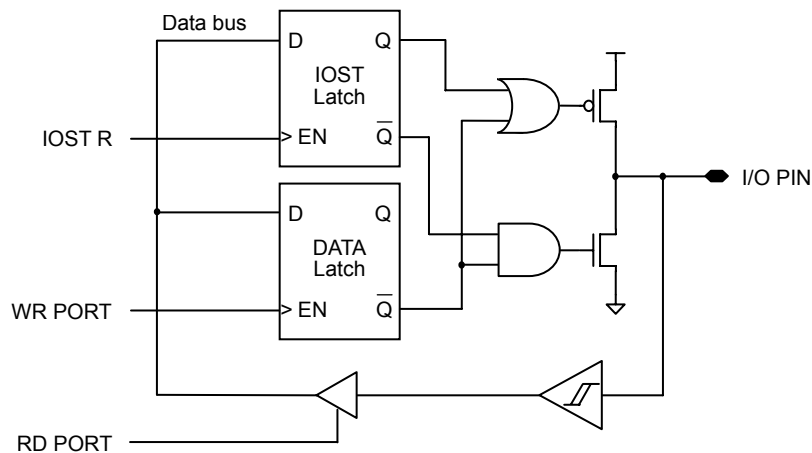 Data bus
D Q
IOST
Latch
IOST R
> EN Q̅
I/O PIN
D Q
DATA
Latch
WR PORT
> EN Q̅
RD PORT